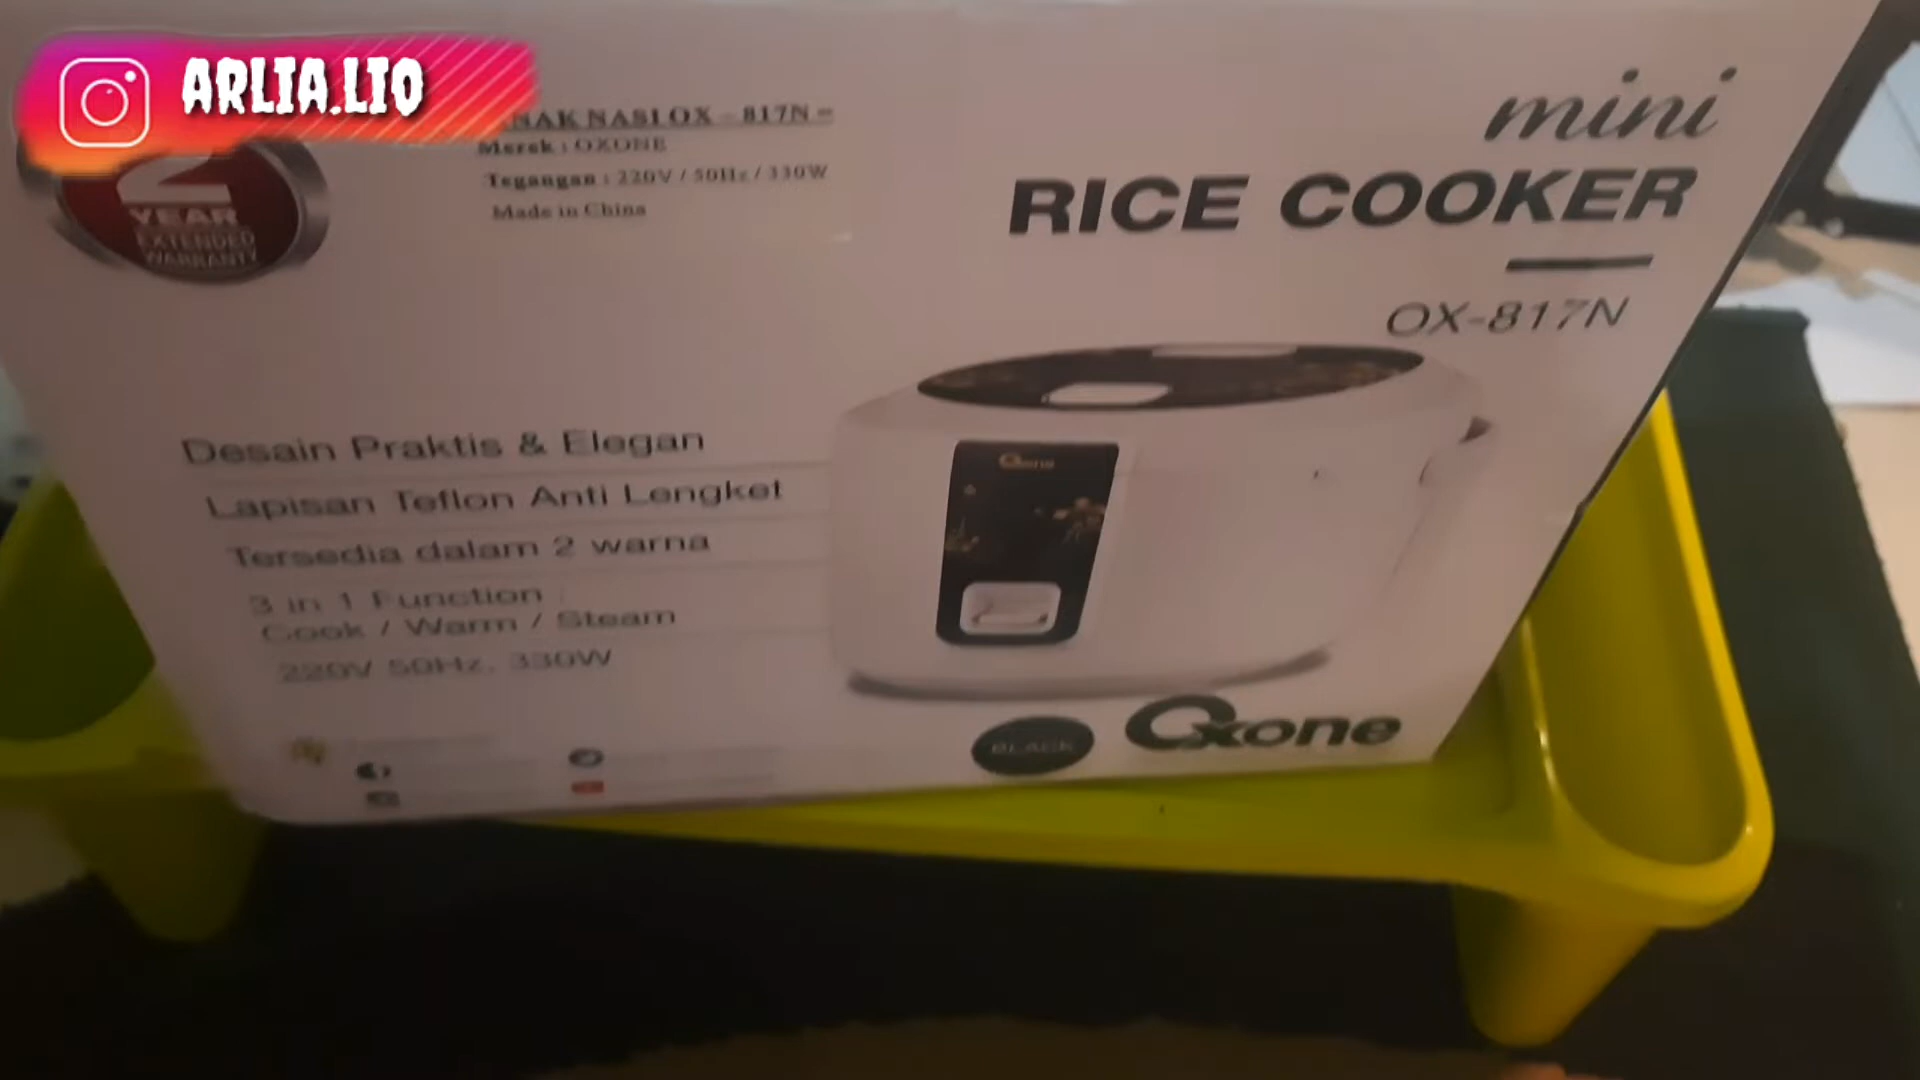 ARLIA.LIO
NAK NASI OX - 817N =
Merek : OXONE
Tegangan : 220V / 50Hz / 330W
Made in China
2
YEAR
EXTENDED
WARRANTY
mini
RICE COOKER
OX-817N
Desain Praktis & Elegan
Lapisan Teflon Anti Lengket
Tersedia dalam 2 warna
3 in 1 Function :
Cook / Warm / Steam
220V 50Hz, 330W
Oxone
BLACK
Oxone